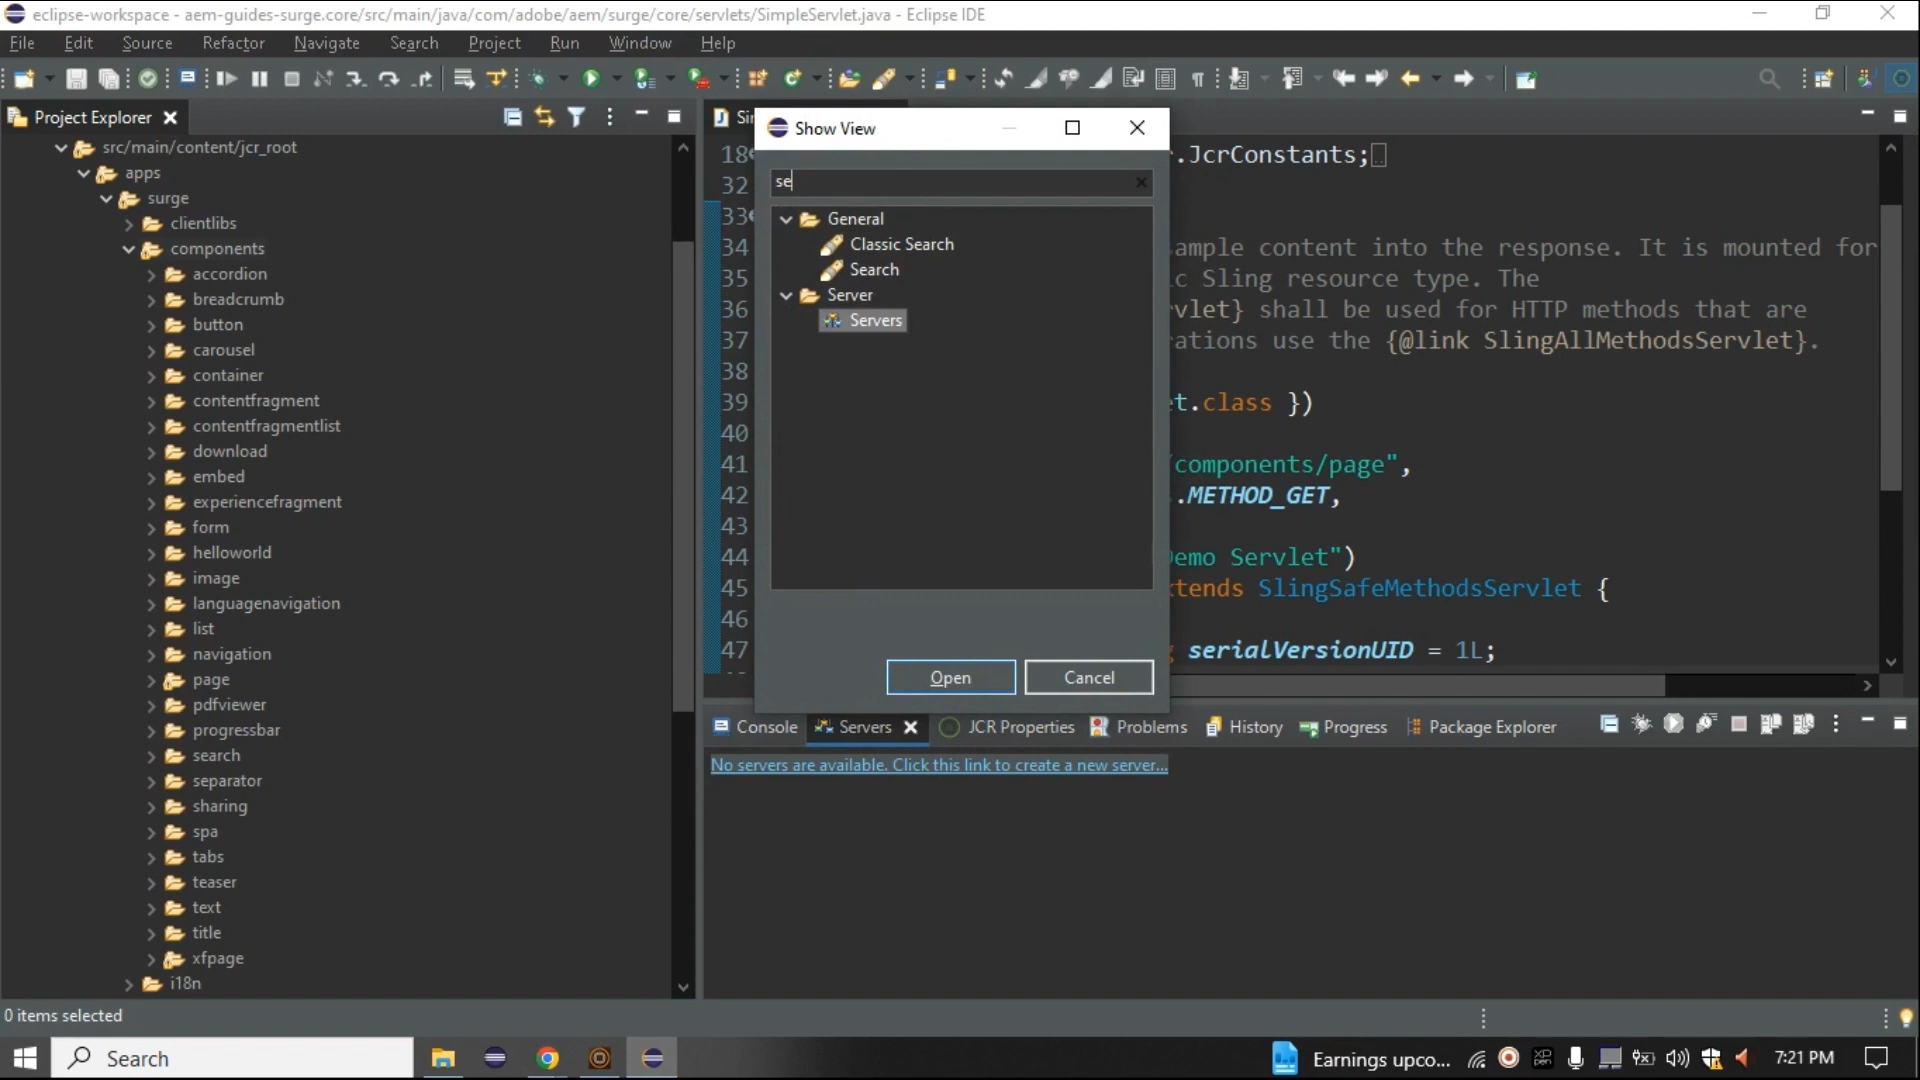 eclipse-workspace - aem-guides-surge.core/src/main/java/com/adobe/aem/surge/core/servlets/SimpleServlet.java - Eclipse IDE
File Edit Source Refactor Navigate Search Project Run Window Help
Project Explorer
src/main/content/jcr_root
apps
surge
clientlibs
components
accordion
breadcrumb
button
carousel
container
contentfragment
contentfragmentlist
download
embed
experiencefragment
form
helloworld
image
languagenavigation
list
navigation
page
pdfviewer
progressbar
search
separator
sharing
spa
tabs
teaser
text
title
xfpage
i18n
Show View
se
General
Classic Search
Search
Server
Servers
Open Cancel
18 r.JcrConstants;
32
33
34 ample content into the response. It is mounted for
35 c Sling resource type. The
36 vlet} shall be used for HTTP methods that are
37 rations use the {@link SlingAllMethodsServlet}.
38
39 t.class })
40
41 /components/page",
42 .METHOD_GET,
43
44 Demo Servlet")
45 xtends SlingSafeMethodsServlet {
46
47 g serialVersionUID = 1L;
Console Servers JCR Properties Problems History Progress Package Explorer
No servers are available. Click this link to create a new server...
0 items selected
Search
Earnings upco...
7:21 PM